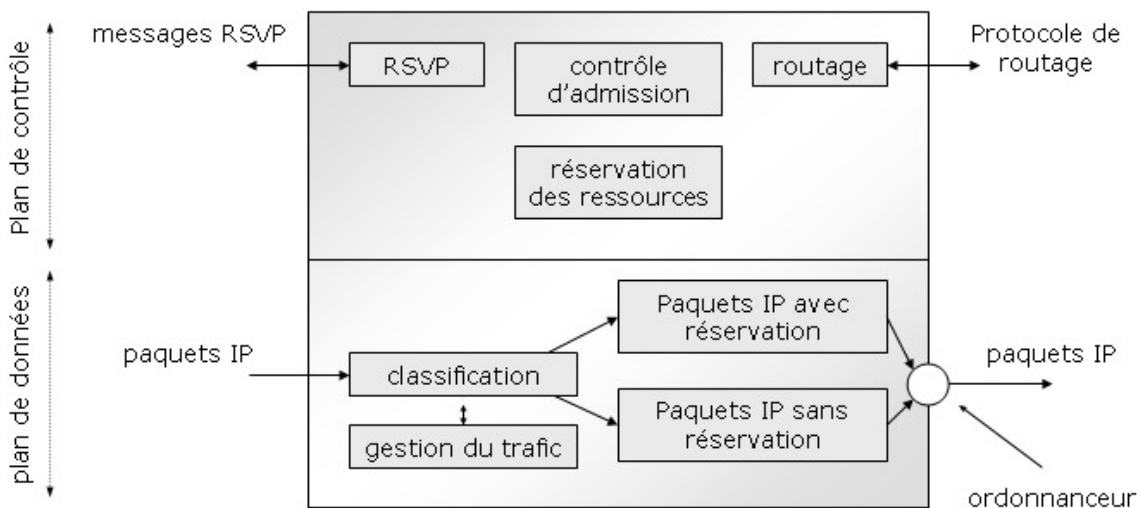 messages RSVP
RSVP
contrôle
d'admission
routage
Protocole de
routage
Plan de contrôle
réservation
des ressources
plan de données
paquets IP
classification
gestion du trafic
Paquets IP avec
réservation
Paquets IP sans
réservation
paquets IP
ordonnanceur